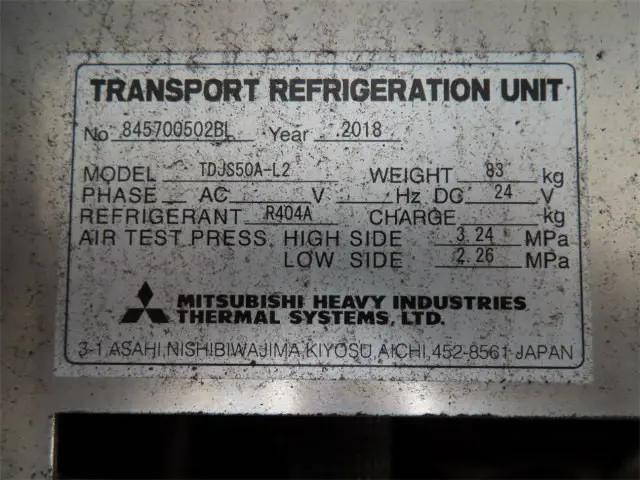 TRANSPORT REFRIGERATION UNIT
No 845700502BL Year 2018
MODEL TDJS50A-L2 WEIGHT 83 kg
PHASE AC V Hz DC 24 V
REFRIGERANT R404A CHARGE kg
AIR TEST PRESS. HIGH SIDE 3.24 MPa
LOW SIDE 2.26 MPa
MITSUBISHI HEAVY INDUSTRIES
THERMAL SYSTEMS, LTD.
3-1,ASAHI,NISHIBIWAJIMA,KIYOSU,AICHI,452-8561 JAPAN